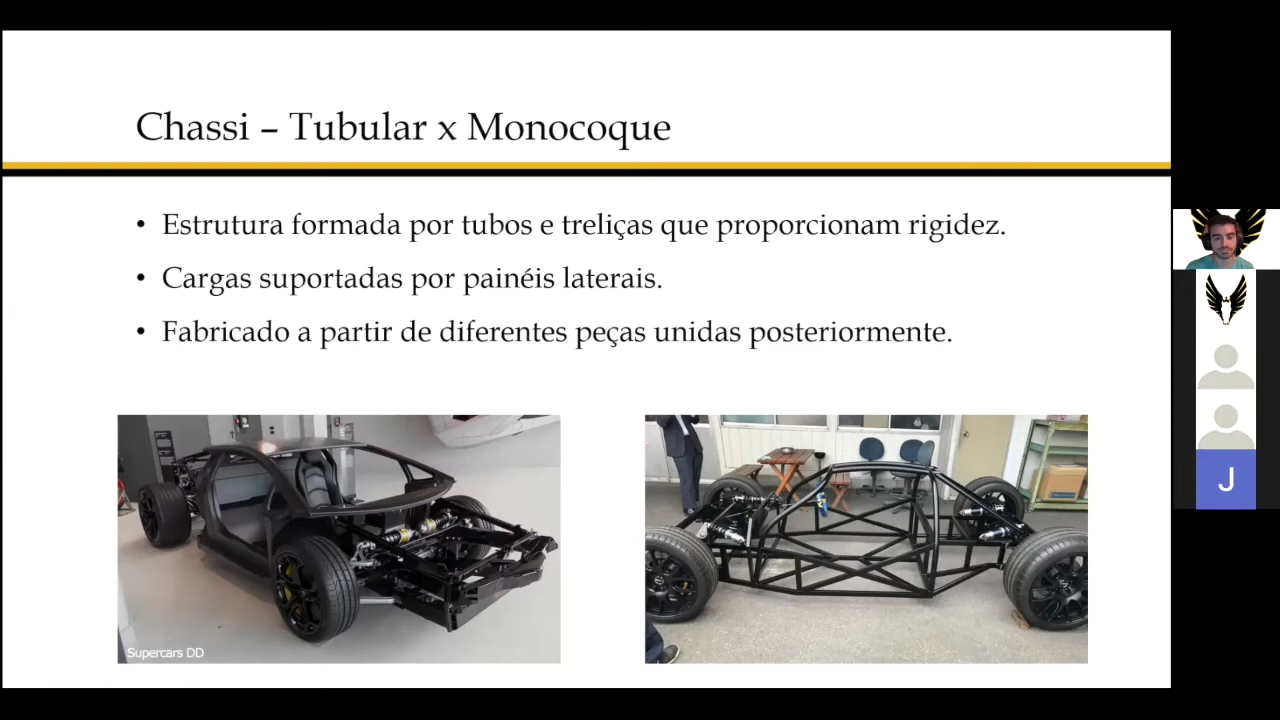 Chassi – Tubular x Monocoque
• Estrutura formada por tubos e treliças que proporcionam rigidez.
• Cargas suportadas por painéis laterais.
• Fabricado a partir de diferentes peças unidas posteriormente.
Supercars DD
J